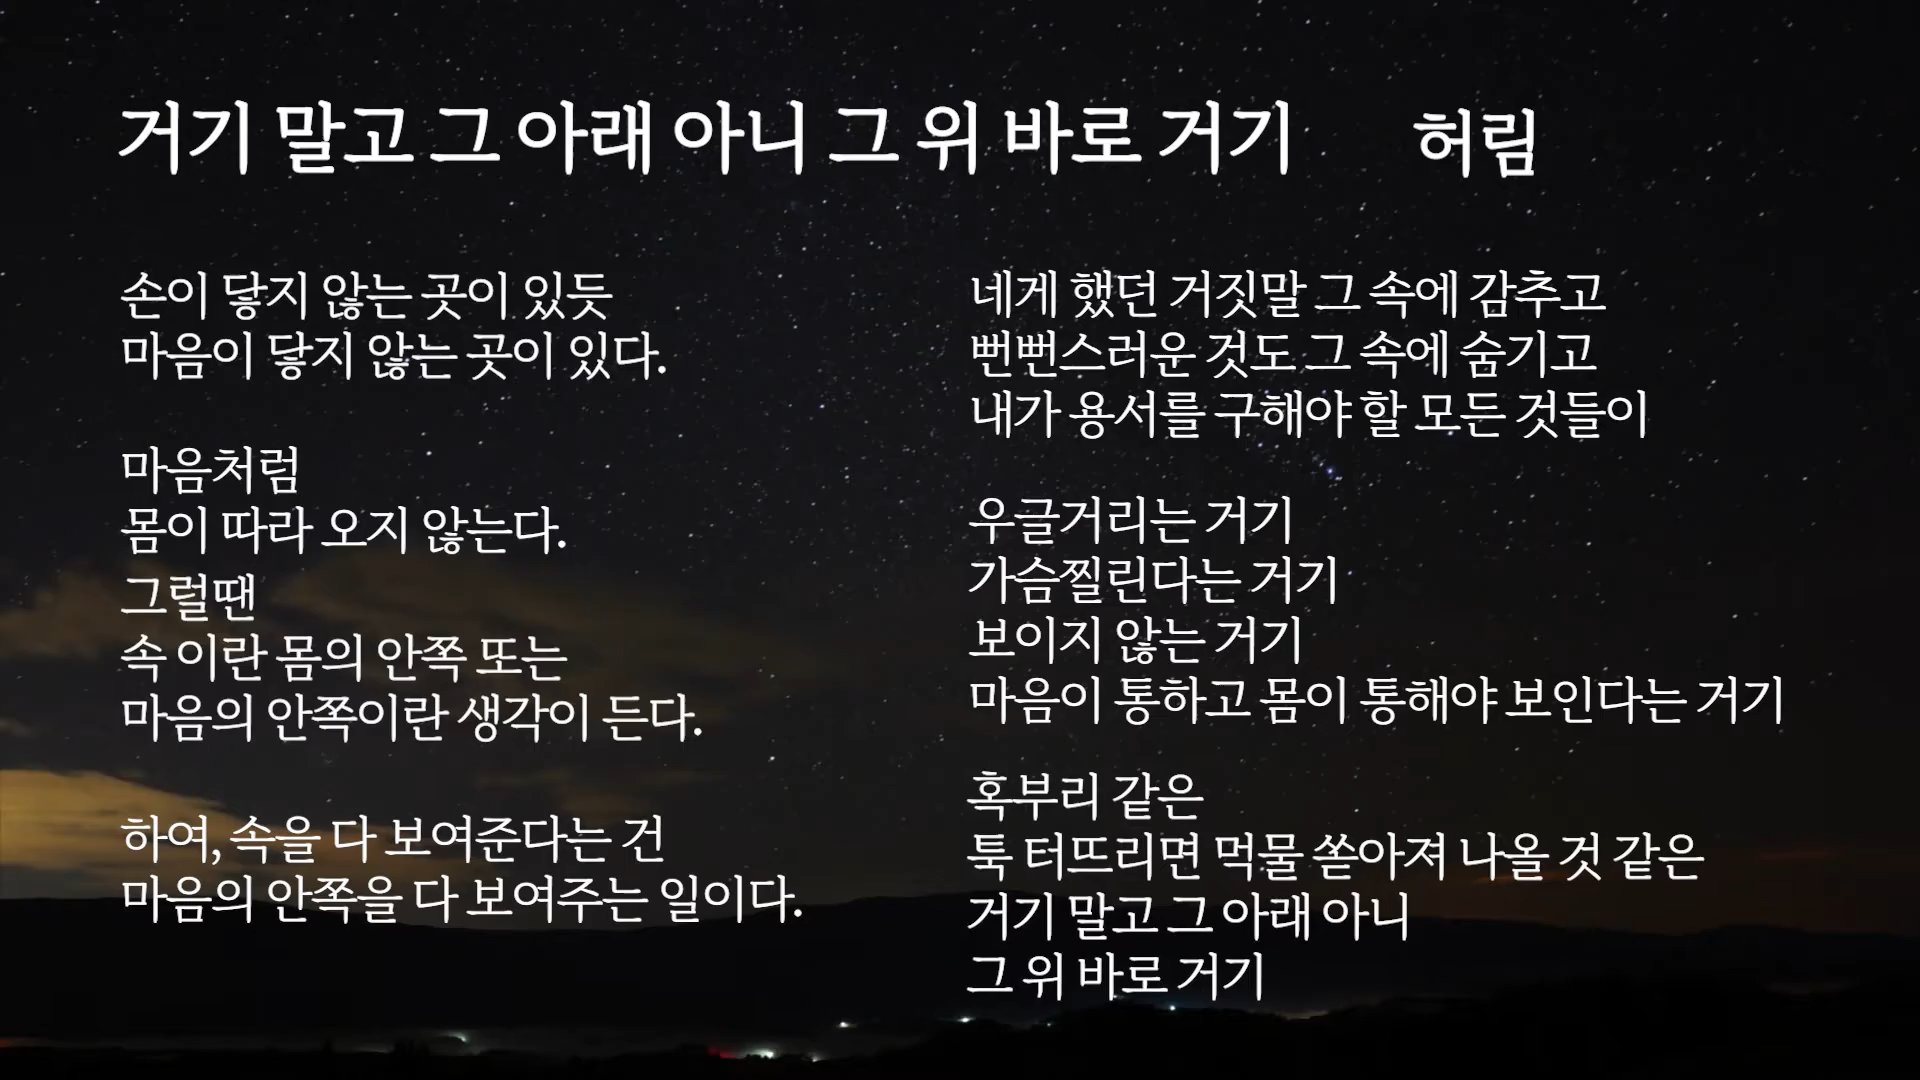 거기 말고 그 아래 아니 그 위 바로 거기 허림
손이 닿지 않는 곳이 있듯
마음이 닿지 않는 곳이 있다.
마음처럼
몸이 따라 오지 않는다.
그럴땐
속 이란 몸의 안쪽 또는
마음의 안쪽이란 생각이 든다.
하여, 속을 다 보여준다는 건
마음의 안쪽을 다 보여주는 일이다.
네게 했던 거짓말 그 속에 감추고
뻔뻔스러운 것도 그 속에 숨기고
내가 용서를 구해야 할 모든 것들이
우글거리는 거기
가슴찔린다는 거기
보이지 않는 거기
마음이 통하고 몸이 통해야 보인다는 거기
혹부리 같은
툭 터뜨리면 먹물 쏟아져 나올 것 같은
거기 말고 그 아래 아니
그 위 바로 거기